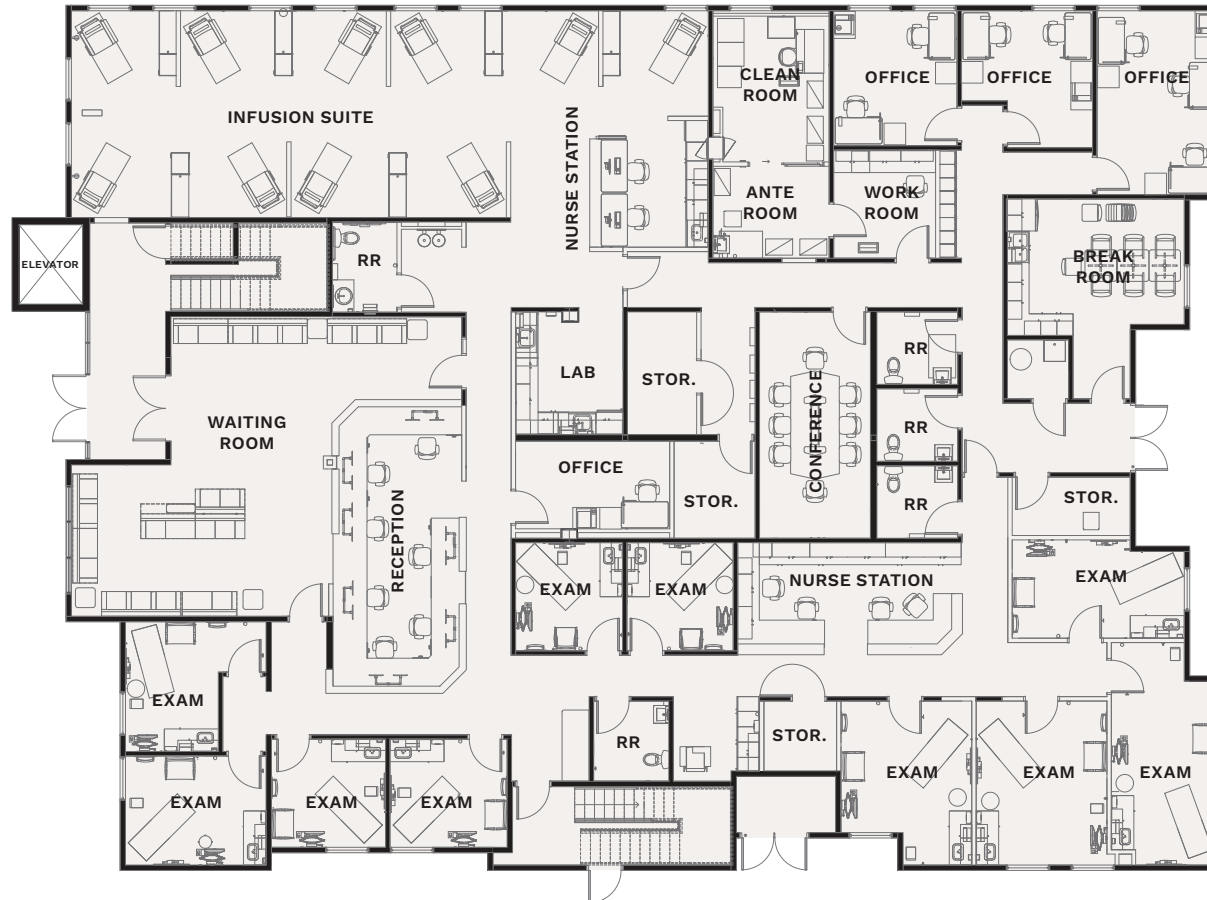 CLEAN
ROOM
OFFICE
OFFICE
OFFICE
INFUSION SUITE
NURSE STATION
ANTE
ROOM
WORK
ROOM
ELEVATOR
RR
BREAK
ROOM
LAB
STOR.
CONFERENCE
RR
WAITING
ROOM
RR
OFFICE
STOR.
RR
STOR.
RECEPTION
EXAM
EXAM
NURSE STATION
EXAM
EXAM
RR
STOR.
EXAM
EXAM
EXAM
EXAM
EXAM
EXAM